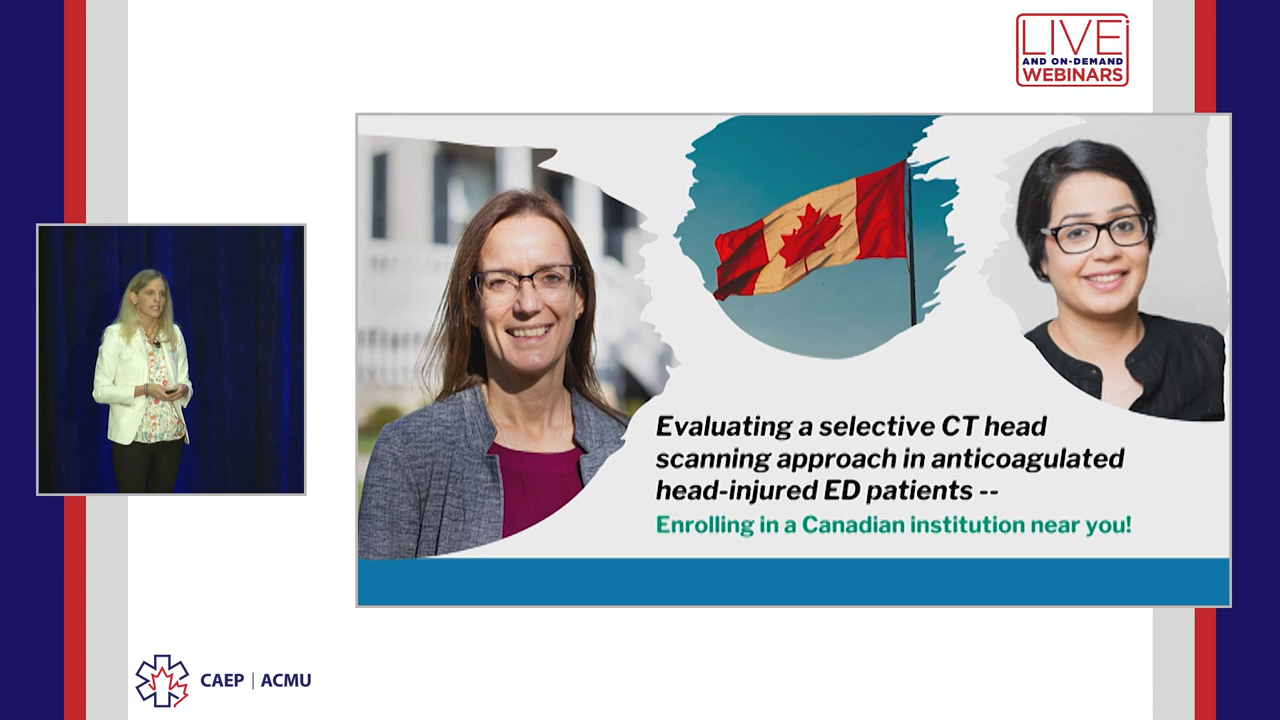 LIVE
AND ON-DEMAND
WEBINARS
Evaluating a selective CT head
scanning approach in anticoagulated
head-injured ED patients --
Enrolling in a Canadian institution near you!
CAEP | ACMU